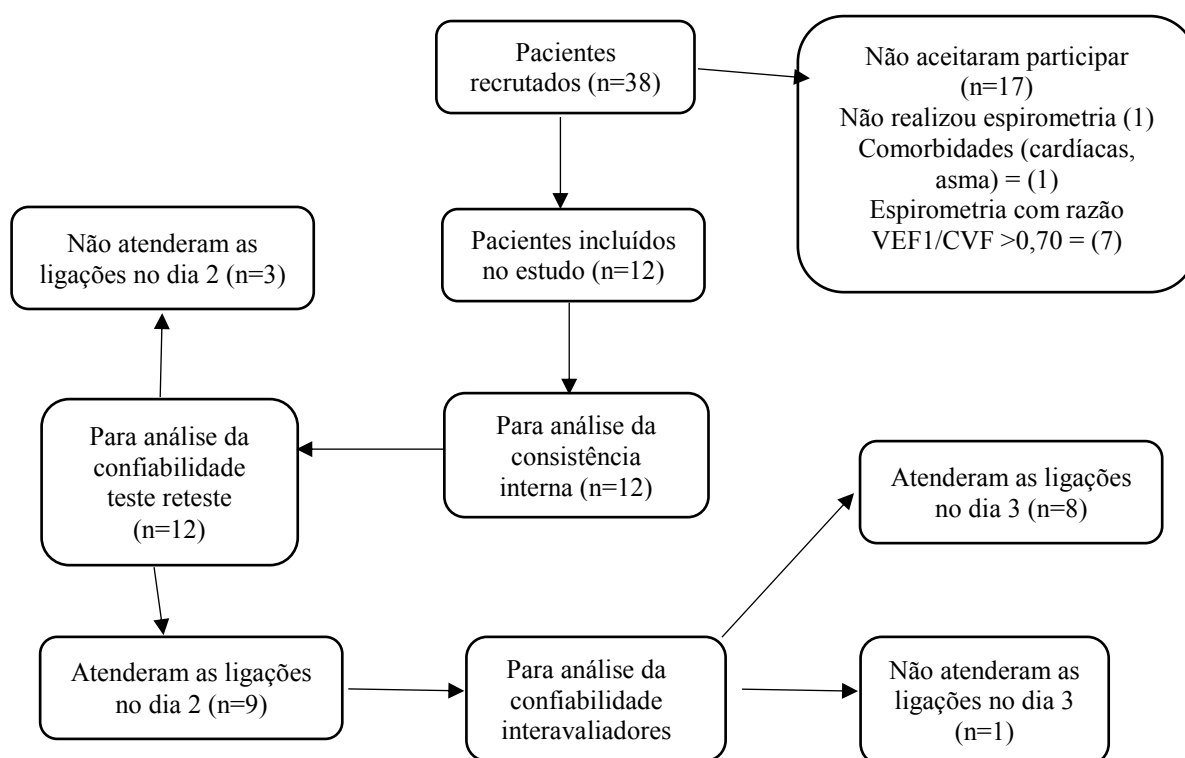 Pacientes
recrutados (n=38)
Não aceitaram participar
(n=17)
Não realizou espirometria (1)
Comorbidades (cardíacas,
asma) = (1)
Espirometria com razão
VEF1/CVF >0,70 = (7)
Pacientes incluídos
no estudo (n=12)
Não atenderam as
ligações no dia 2 (n=3)
Para análise da
consistência
interna (n=12)
Para análise da
confiabilidade
teste reteste
(n=12)
Atenderam as ligações
no dia 3 (n=8)
Atenderam as ligações
no dia 2 (n=9)
Para análise da
confiabilidade
interavaliadores
Não atenderam as
ligações no dia 3
(n=1)